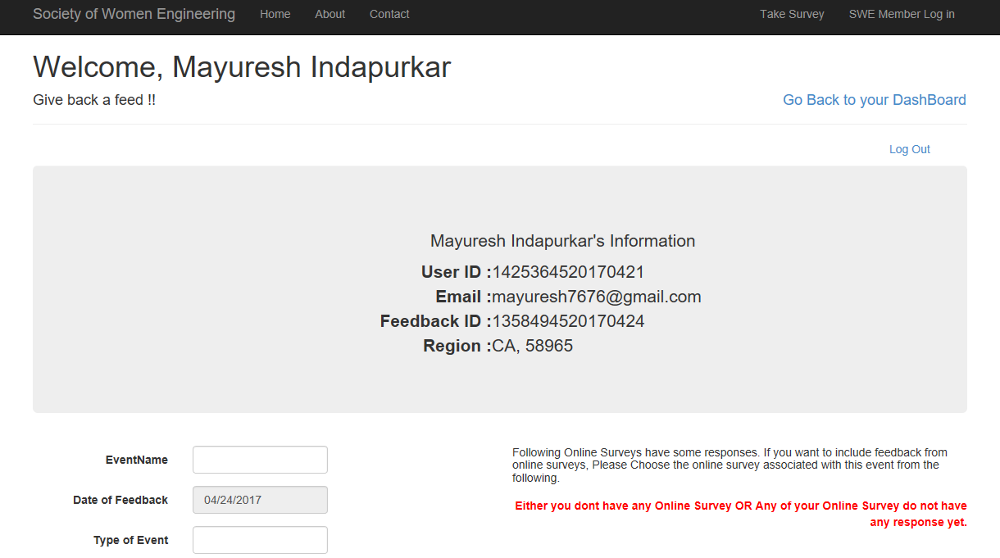 Society of Women Engineering Home About Contact Take Survey SWE Member Log in
Welcome, Mayuresh Indapurkar
Give back a feed !! Go Back to your DashBoard
Log Out
Mayuresh Indapurkar's Information
User ID :1425364520170421
Email :mayuresh7676@gmail.com
Feedback ID :1358494520170424
Region :CA, 58965
EventName
Date of Feedback 04/24/2017
Type of Event
Following Online Surveys have some responses. If you want to include feedback from
online surveys, Please Choose the online survey associated with this event from the
following.
Either you dont have any Online Survey OR Any of your Online Survey do not have
any response yet.